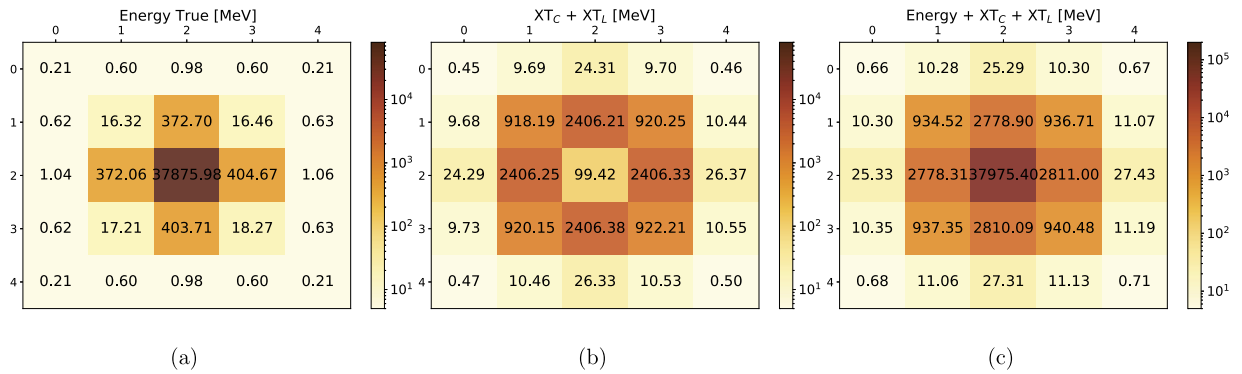 Energy True [MeV]
0 1 2 3 4
0 0.21 0.60 0.98 0.60 0.21
1 0.62 16.32 372.70 16.46 0.63
2 1.04 372.06 37875.98 404.67 1.06
3 0.62 17.21 403.71 18.27 0.63
4 0.21 0.60 0.98 0.60 0.21
10^4
10^3
10^2
10^1
(a)
XT_C + XT_L [MeV]
0 1 2 3 4
0 0.45 9.69 24.31 9.70 0.46
1 9.68 918.19 2406.21 920.25 10.44
2 24.29 2406.25 99.42 2406.33 26.37
3 9.73 920.15 2406.38 922.21 10.55
4 0.47 10.46 26.33 10.53 0.50
10^4
10^3
10^2
10^1
(b)
Energy + XT_C + XT_L [MeV]
0 1 2 3 4
0 0.66 10.28 25.29 10.30 0.67
1 10.30 934.52 2778.90 936.71 11.07
2 25.33 2778.31 37975.40 2811.00 27.43
3 10.35 937.35 2810.09 940.48 11.19
4 0.68 11.06 27.31 11.13 0.71
10^5
10^4
10^3
10^2
10^1
(c)